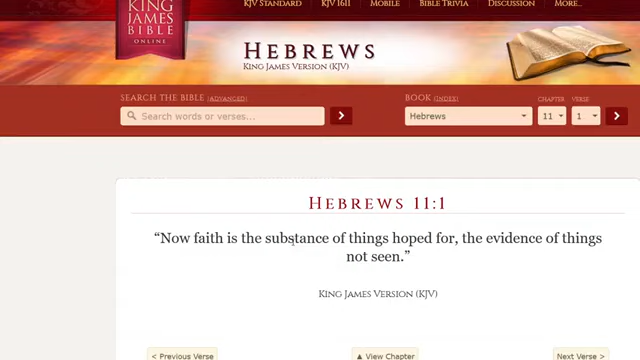 KING
JAMES
BIBLE
ONLINE
KJV STANDARD KJV 1611 MOBILE BIBLE TRIVIA DISCUSSION MORE...
HEBREWS
KING JAMES VERSION (KJV)
SEARCH THE BIBLE (ADVANCED)
Search words or verses...
BOOK (INDEX) CHAPTER VERSE
Hebrews 11 1
HEBREWS 11:1
“Now faith is the substance of things hoped for, the evidence of things
not seen.”
KING JAMES VERSION (KJV)
< Previous Verse ▲ View Chapter Next Verse >